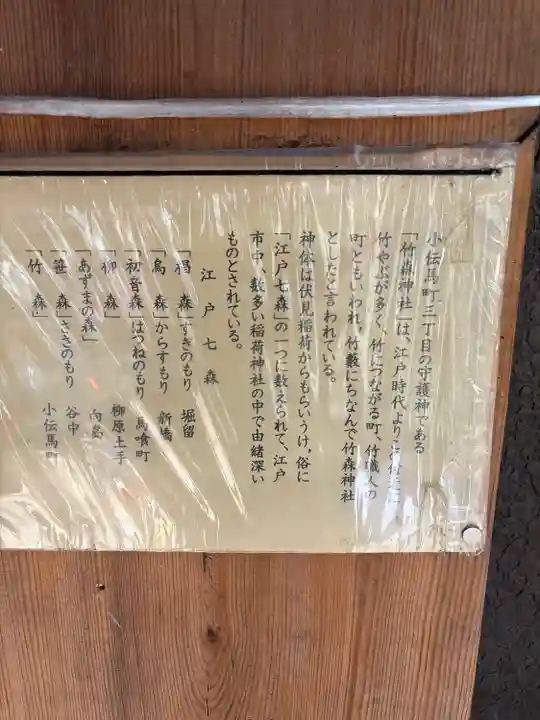 小伝馬町三丁目の守護神である
「竹森神社」は、江戸時代より
竹やぶが多く、竹につながる町、竹職人の
町ともいわれ、竹藪にちなんで竹森神社
としたと言われている。
神体は伏見稲荷からもらいうけ、俗に
「江戸七森」の一つに数えられて、江戸
市中、数多い稲荷神社の中で由緒深い
ものとされている。
江戸七森
「椙森」すぎのもり 堀留
「烏森」からすもり 新橋
「初音森」はつねのもり 馬喰町
「柳森」 柳原土手
「あずまの森」 向島
「笹森」ささのもり 谷中
「竹森」 小伝馬町